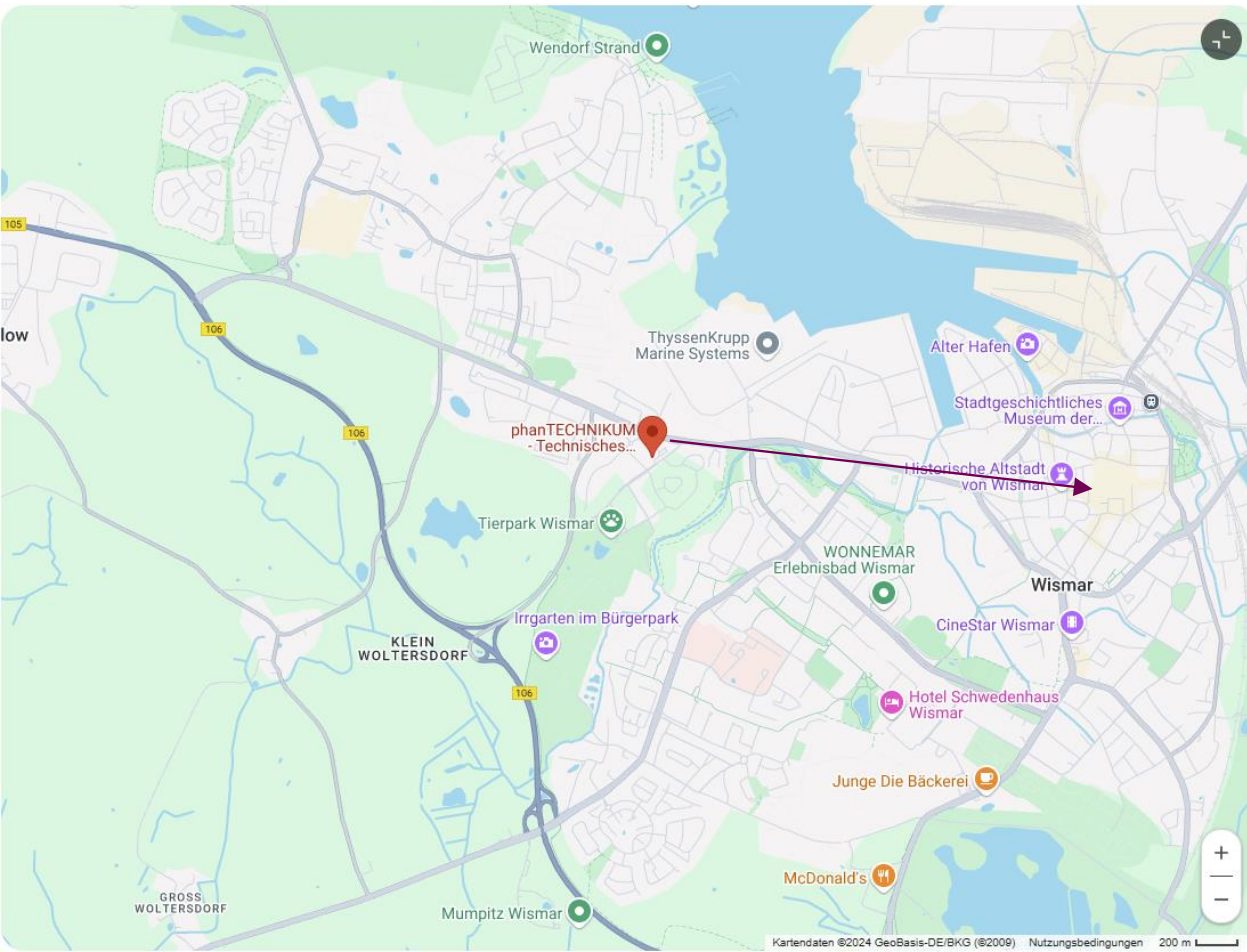 Wendorf Strand
105
106
low
ThyssenKrupp
Marine Systems
Alter Hafen
Stadtgeschichtliches
Museum der...
106
phanTECHNIKUM
- Technisches...
Historische Altstadt
von Wismar
Tierpark Wismar
WONNEMAR
Erlebnisbad Wismar
Wismar
Irrgarten im Bürgerpark
CineStar Wismar
KLEIN
WOLTERSDORF
106
Hotel Schwedenhaus
Wismar
Junge Die Bäckerei
McDonald's
GROSS
WOLTERSDORF
Mumpitz Wismar
+
−
Kartendaten ©2024 GeoBasis-DE/BKG (©2009) Nutzungsbedingungen 200 m